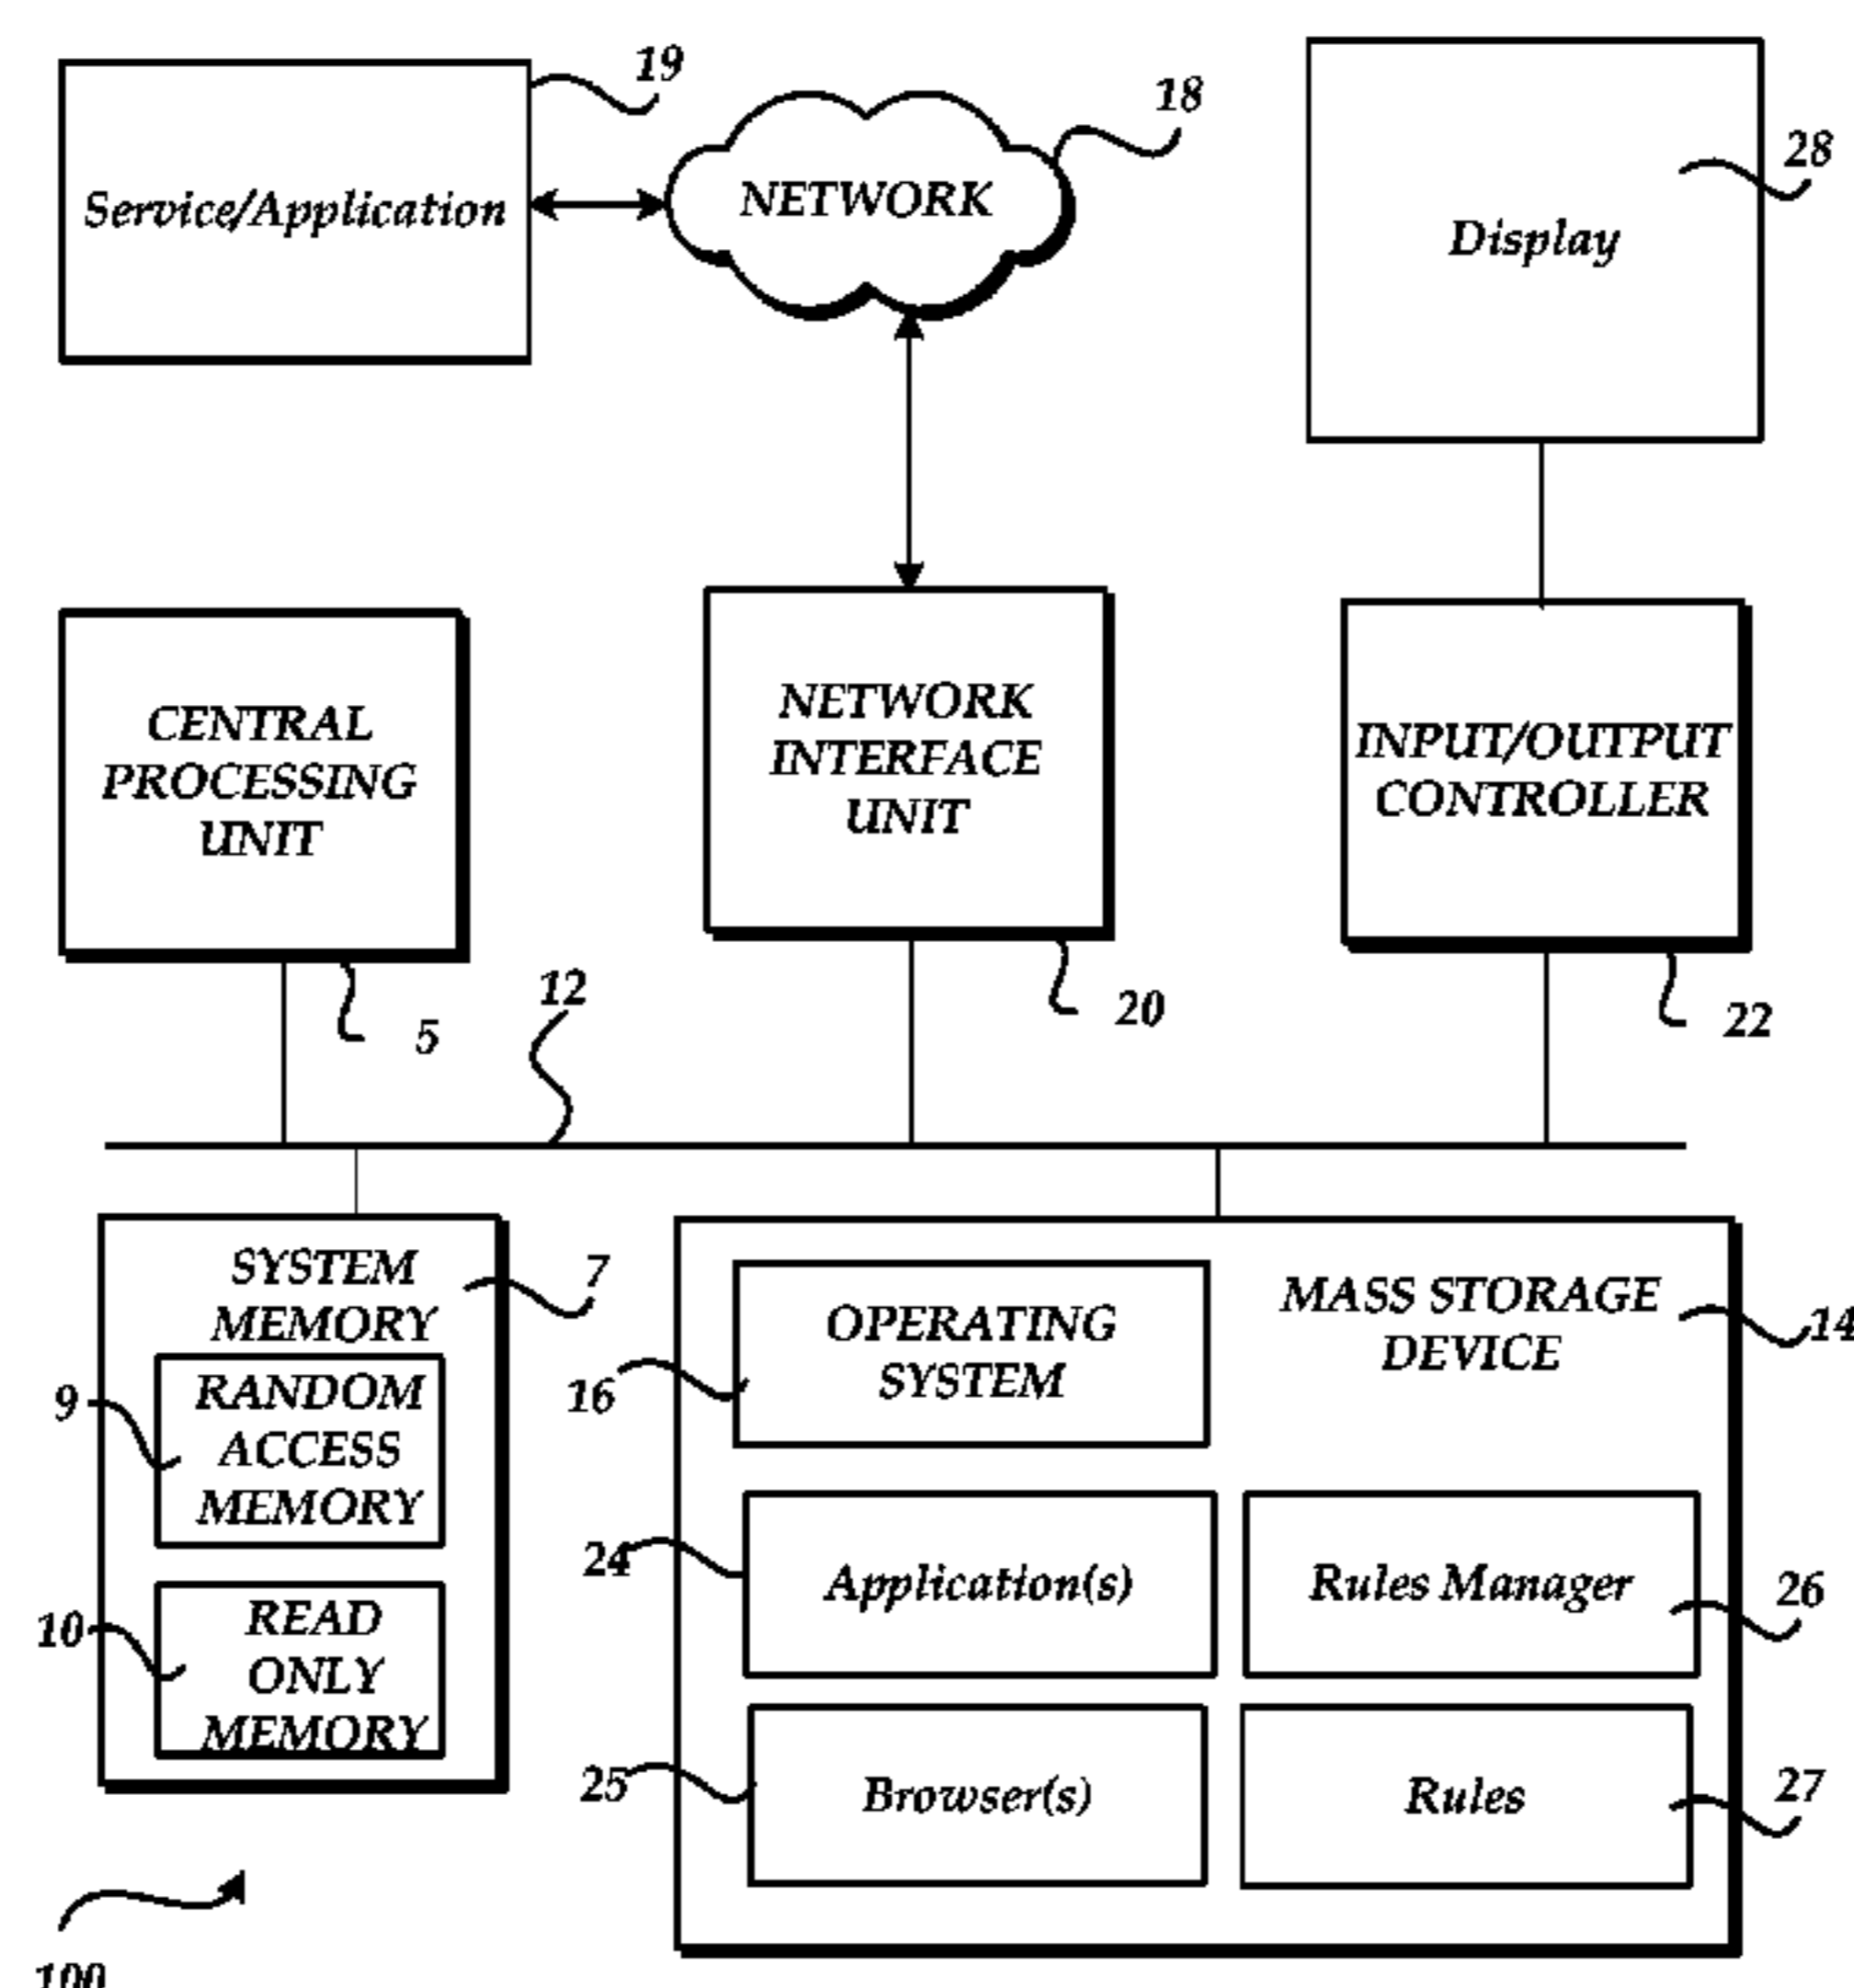 19
18
28
Service/Application
NETWORK
Display
CENTRAL
PROCESSING
UNIT
NETWORK
INTERFACE
UNIT
INPUT/OUTPUT
CONTROLLER
5
12
20
22
SYSTEM
MEMORY
7
RANDOM
ACCESS
MEMORY
9
READ
ONLY
MEMORY
10
OPERATING
SYSTEM
16
MASS STORAGE
DEVICE
14
24
Application(s)
Rules Manager
26
25
Browser(s)
Rules
27
100